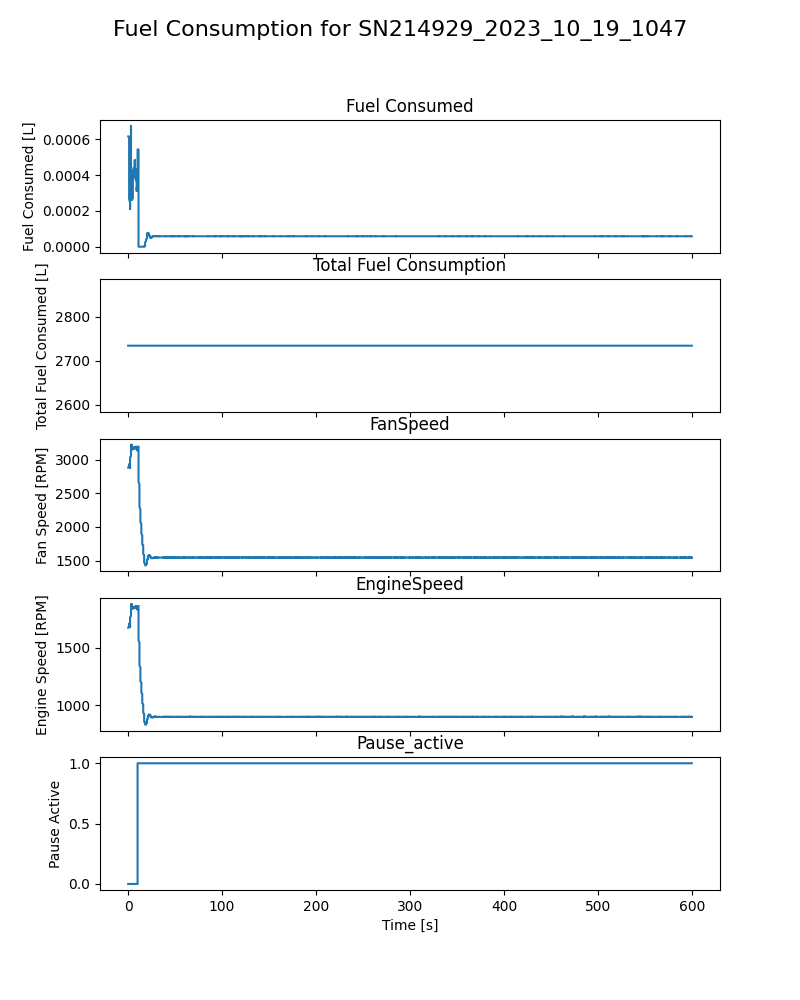 Fuel Consumption for SN214929_2023_10_19_1047
Fuel Consumed
Fuel Consumed [L]
0.0006
0.0004
0.0002
0.0000
Total Fuel Consumption
Total Fuel Consumed [L]
2800
2700
2600
FanSpeed
Fan Speed [RPM]
3000
2500
2000
1500
EngineSpeed
Engine Speed [RPM]
1500
1000
Pause_active
Pause Active
1.0
0.5
0.0
0 100 200 300 400 500 600
Time [s]